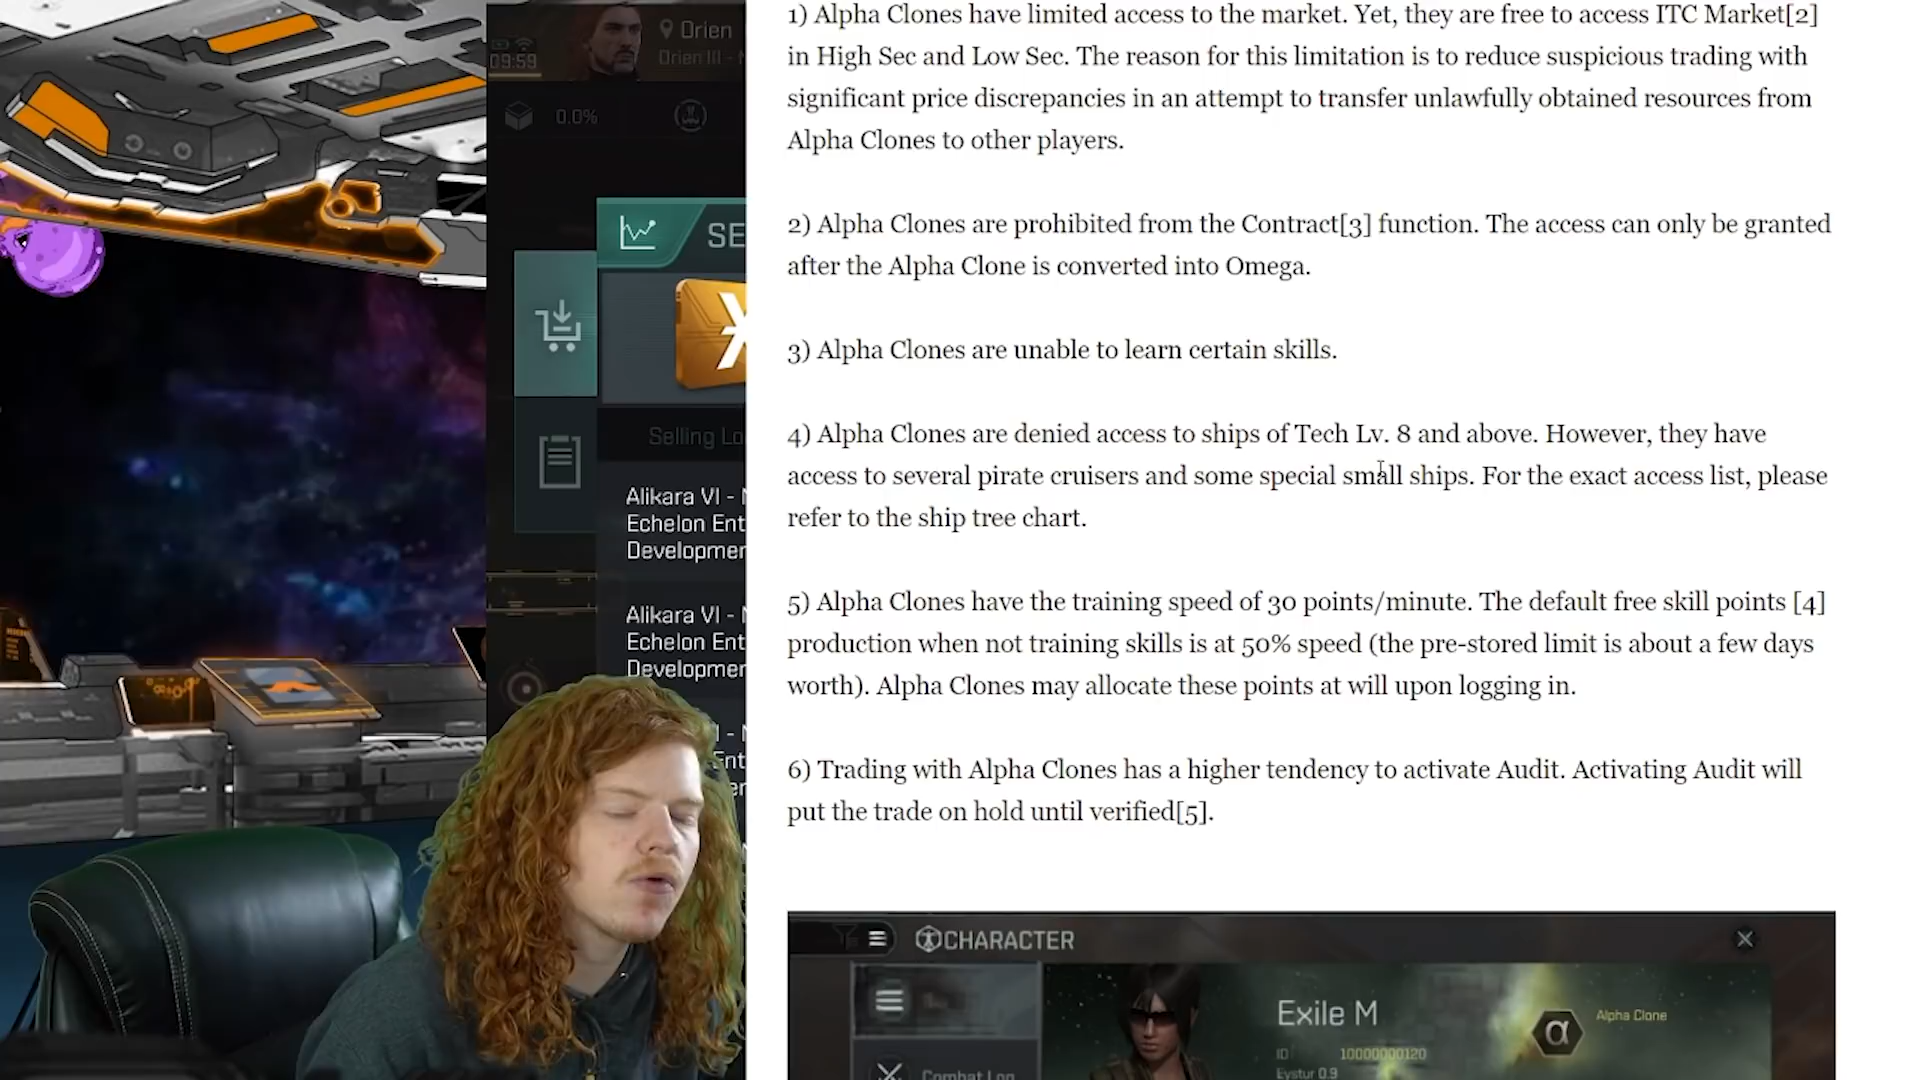 Orien
09:59
Orien III -
0.0%
SE
Selling Lo
Alikara VI -
Echelon Ent
Developmer
Alikara VI -
Echelon Ent
Developmer
1) Alpha Clones have limited access to the market. Yet, they are free to access ITC Market[2]
in High Sec and Low Sec. The reason for this limitation is to reduce suspicious trading with
significant price discrepancies in an attempt to transfer unlawfully obtained resources from
Alpha Clones to other players.
2) Alpha Clones are prohibited from the Contract[3] function. The access can only be granted
after the Alpha Clone is converted into Omega.
3) Alpha Clones are unable to learn certain skills.
4) Alpha Clones are denied access to ships of Tech Lv. 8 and above. However, they have
access to several pirate cruisers and some special small ships. For the exact access list, please
refer to the ship tree chart.
5) Alpha Clones have the training speed of 30 points/minute. The default free skill points [4]
production when not training skills is at 50% speed (the pre-stored limit is about a few days
worth). Alpha Clones may allocate these points at will upon logging in.
6) Trading with Alpha Clones has a higher tendency to activate Audit. Activating Audit will
put the trade on hold until verified[5].
CHARACTER
Exile M
α
Alpha Clone
ID 10000000120
Eystur 0.9
Combat Log